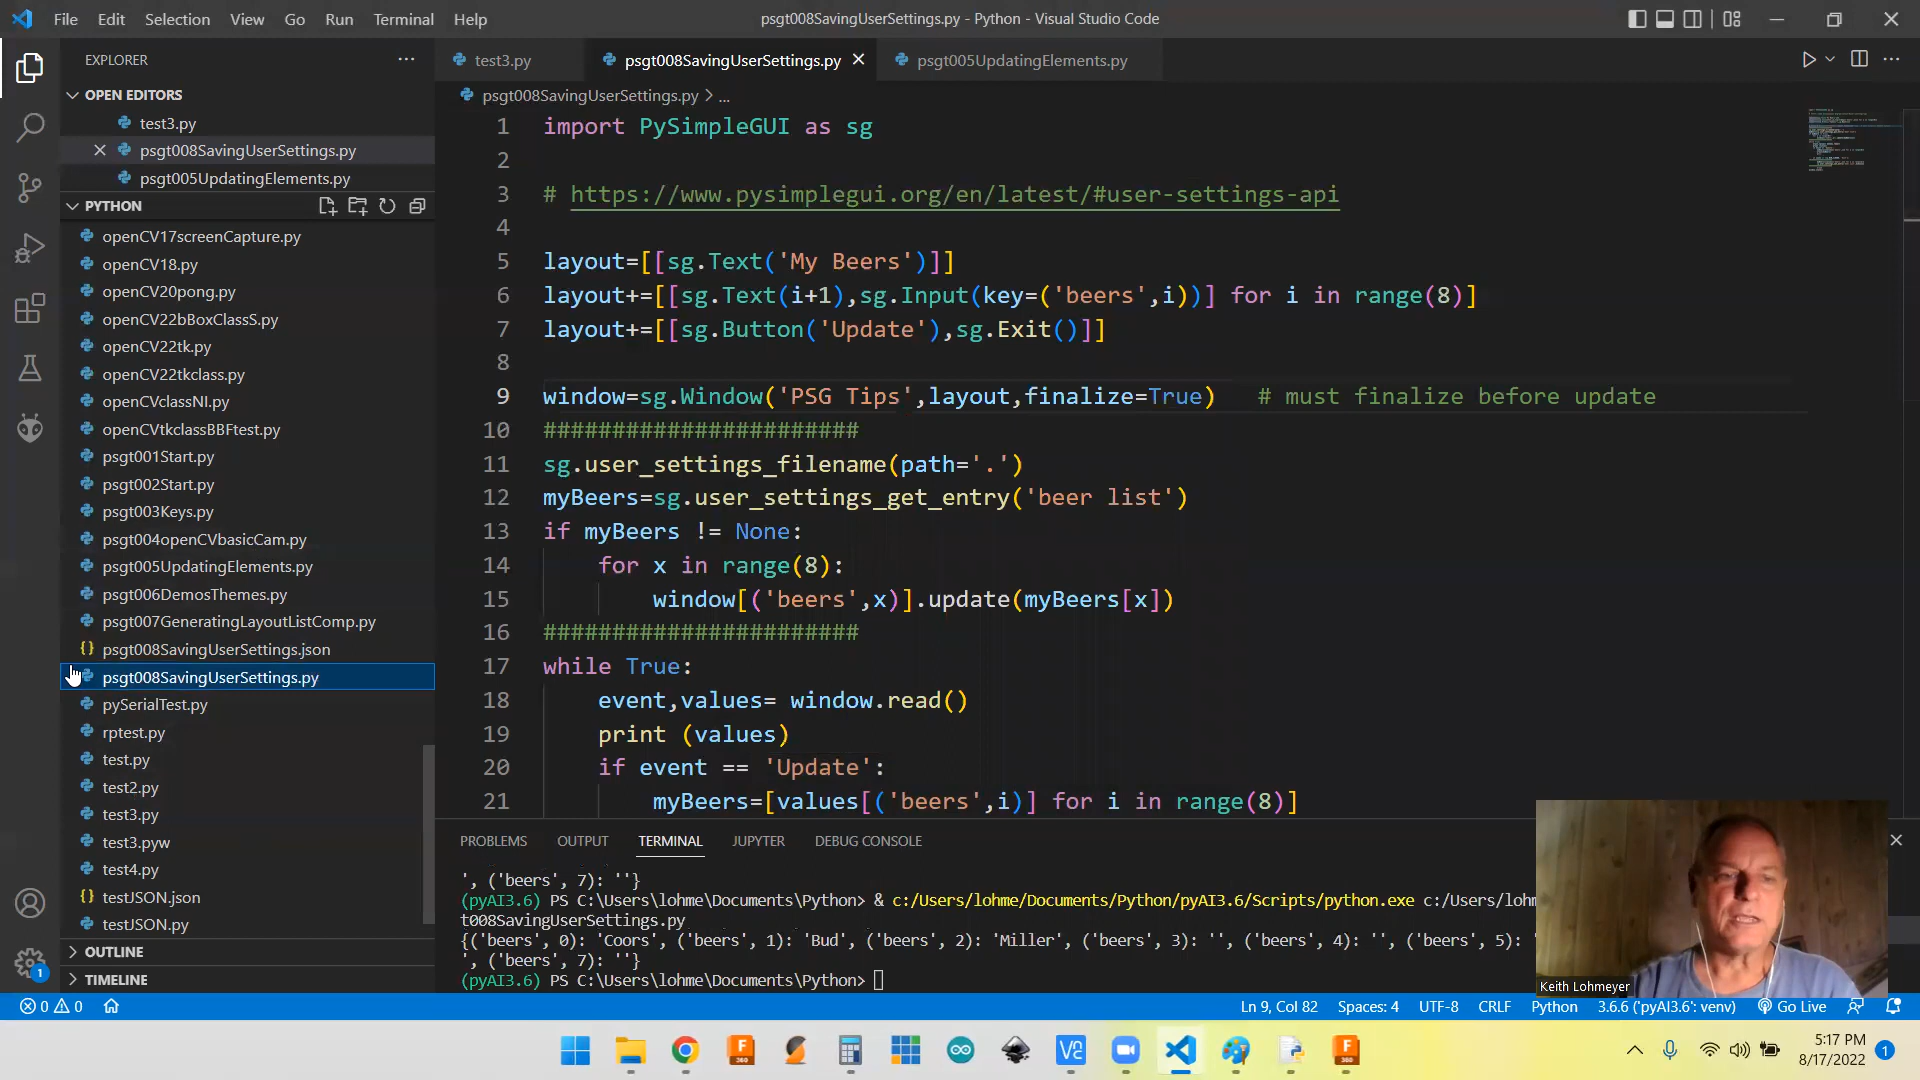 File Edit Selection View Go Run Terminal Help
psgt008SavingUserSettings.py - Python - Visual Studio Code
EXPLORER
OPEN EDITORS
test3.py
psgt008SavingUserSettings.py
psgt005UpdatingElements.py
PYTHON
openCV17screenCapture.py
openCV18.py
openCV20pong.py
openCV22bBoxClassS.py
openCV22tk.py
openCV22tkclass.py
openCVclassNI.py
openCVtkclassBBFtest.py
psgt001Start.py
psgt002Start.py
psgt003Keys.py
psgt004openCVbasicCam.py
psgt005UpdatingElements.py
psgt006DemosThemes.py
psgt007GeneratingLayoutListComp.py
{} psgt008SavingUserSettings.json
psgt008SavingUserSettings.py
pySerialTest.py
rptest.py
test.py
test2.py
test3.py
test3.pyw
test4.py
{} testJSON.json
testJSON.py
OUTLINE
TIMELINE
test3.py
psgt008SavingUserSettings.py
psgt005UpdatingElements.py
psgt008SavingUserSettings.py > ...
1 import PySimpleGUI as sg
2
3 # https://www.pysimplegui.org/en/latest/#user-settings-api
4
5 layout=[[sg.Text('My Beers')]]
6 layout+=[[sg.Text(i+1),sg.Input(key=('beers',i))] for i in range(8)]
7 layout+=[[sg.Button('Update'),sg.Exit()]]
8
9 window=sg.Window('PSG Tips',layout,finalize=True) # must finalize before update
10 #######################
11 sg.user_settings_filename(path='.')
12 myBeers=sg.user_settings_get_entry('beer list')
13 if myBeers != None:
14 for x in range(8):
15 window[('beers',x)].update(myBeers[x])
16 #######################
17 while True:
18 event,values= window.read()
19 print (values)
20 if event == 'Update':
21 myBeers=[values[('beers',i)] for i in range(8)]
PROBLEMS OUTPUT TERMINAL JUPYTER DEBUG CONSOLE
', ('beers', 7): ''}
(pyAI3.6) PS C:\Users\lohme\Documents\Python> & c:/Users/lohme/Documents/Python/pyAI3.6/Scripts/python.exe c:/Users/lohm
t008SavingUserSettings.py
{('beers', 0): 'Coors', ('beers', 1): 'Bud', ('beers', 2): 'Miller', ('beers', 3): '', ('beers', 4): '', ('beers', 5): '
', ('beers', 7): ''}
(pyAI3.6) PS C:\Users\lohme\Documents\Python>
Keith Lohmeyer
1
0 0
Ln 9, Col 82 Spaces: 4 UTF-8 CRLF Python 3.6.6 ('pyAI3.6': venv) Go Live
F 360
F 360
5:17 PM
8/17/2022
1